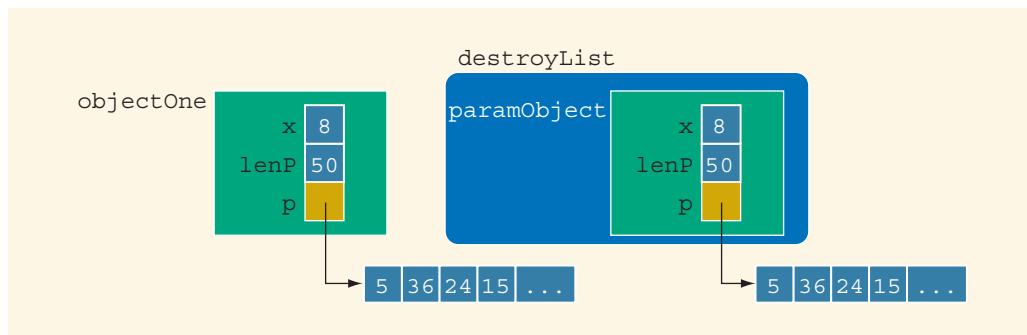 destroyList
objectOne
x 8
lenP 50
p
5 36 24 15 ...
paramObject
x 8
lenP 50
p
5 36 24 15 ...